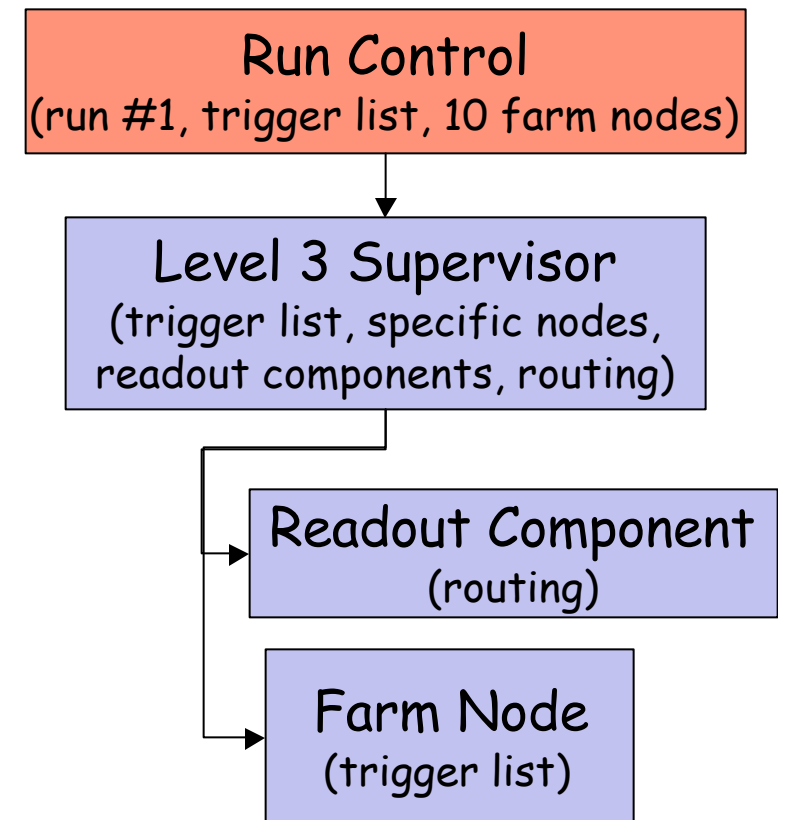 Run Control
(run #1, trigger list, 10 farm nodes)
Level 3 Supervisor
(trigger list, specific nodes,
readout components, routing)
Readout Component
(routing)
Farm Node
(trigger list)